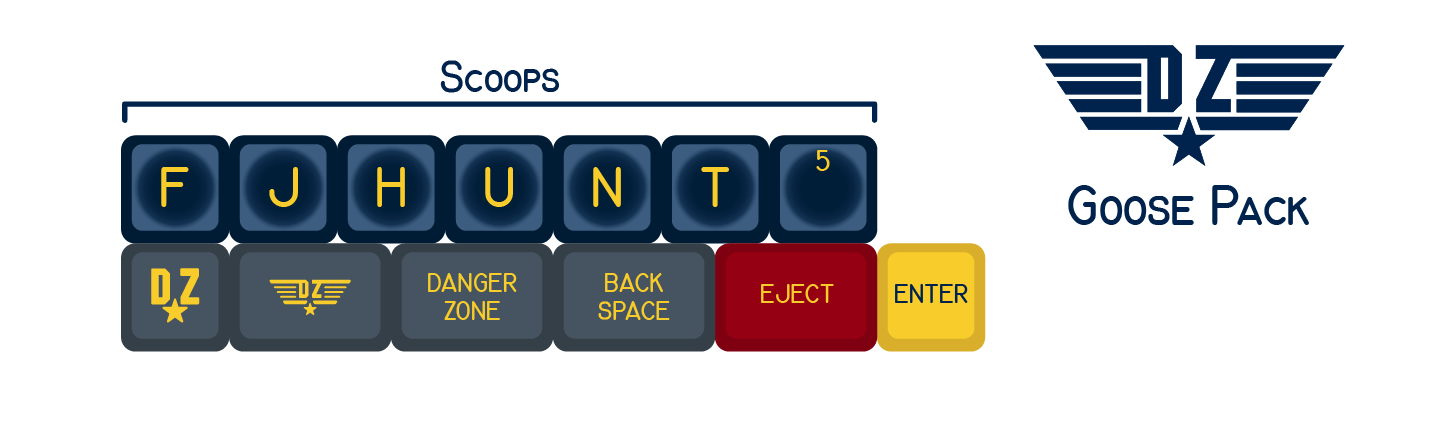 Scoops
DZ
F J H U N T 5
Goose Pack
DZ DZ DANGER ZONE BACK SPACE EJECT ENTER